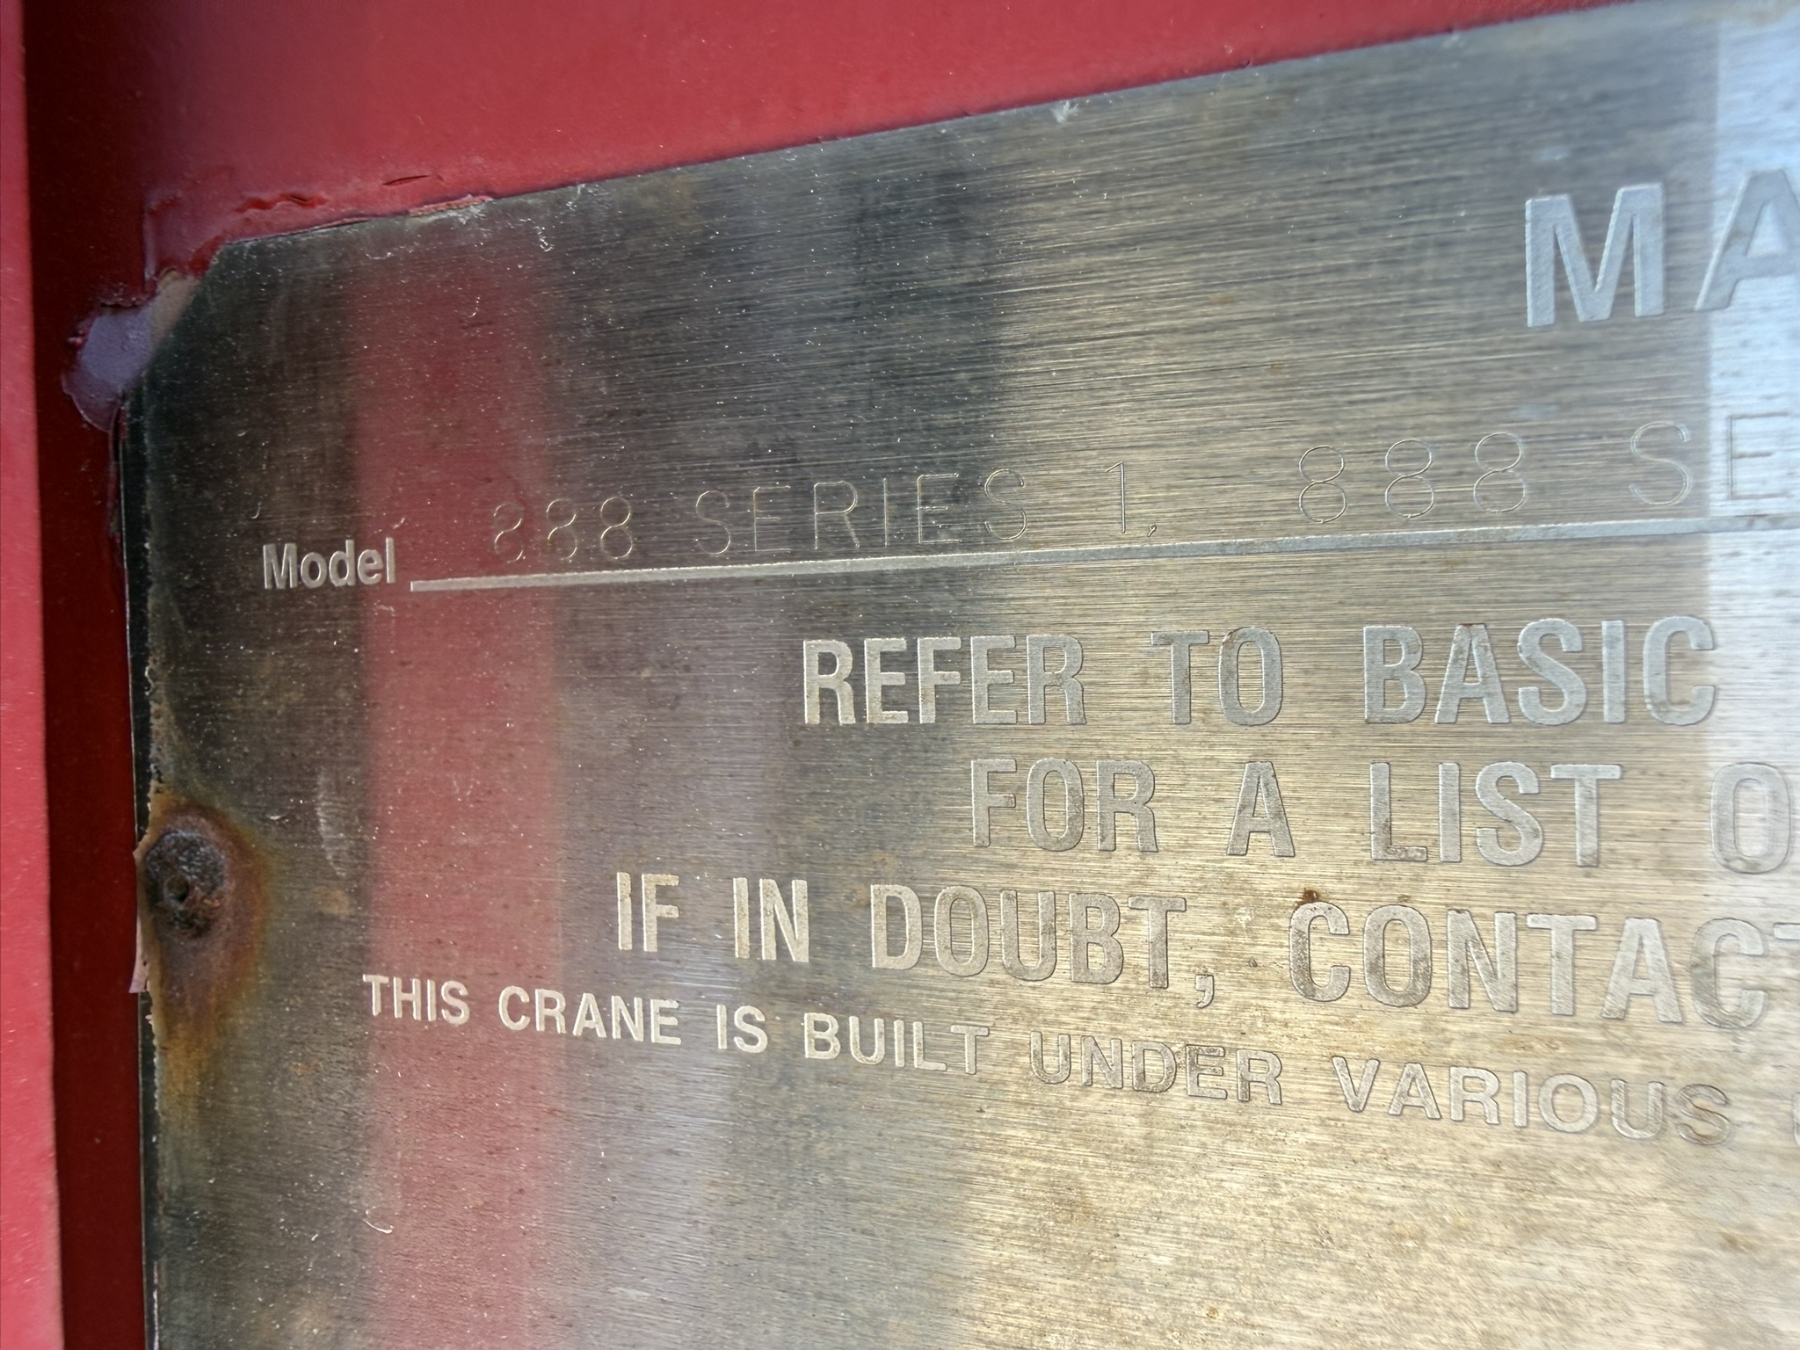 MA
Model 888 SERIES 1, 888 SE
REFER TO BASIC
FOR A LIST O
IF IN DOUBT, CONTACT
THIS CRANE IS BUILT UNDER VARIOUS